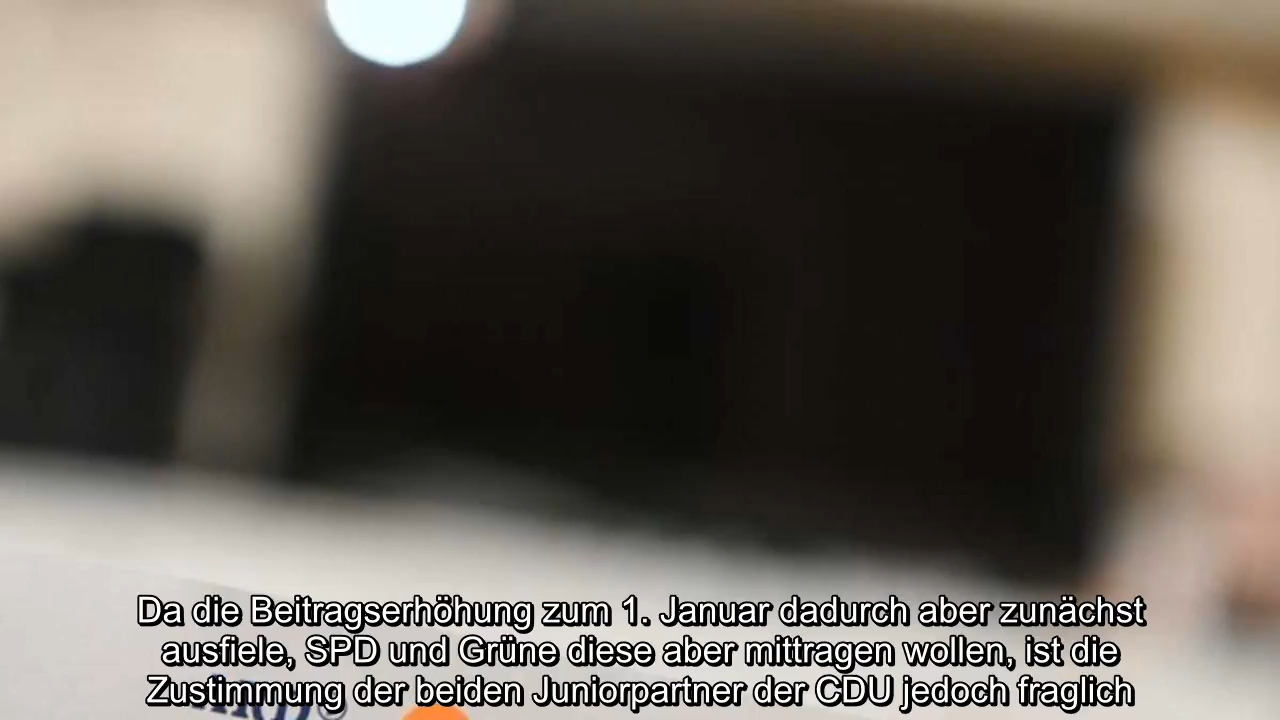 Da die Beitragserhöhung zum 1. Januar dadurch aber zunächst
ausfiele, SPD und Grüne diese aber mittragen wollen, ist die
Zustimmung der beiden Juniorpartner der CDU jedoch fraglich